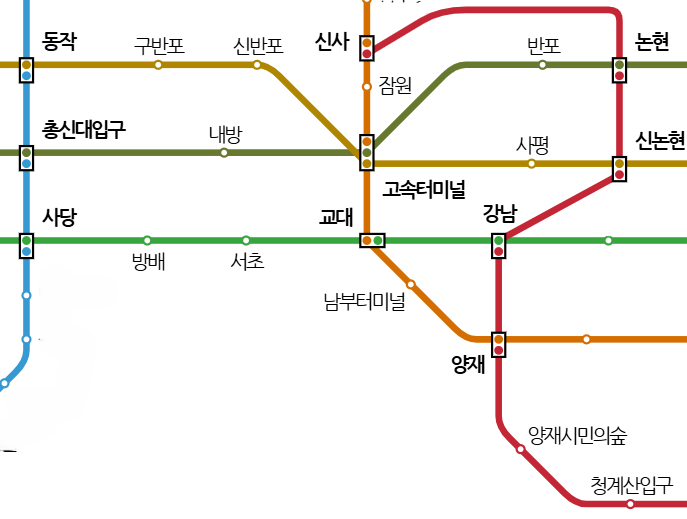 동작
구반포
신반포
신사
반포
논현
잠원
총신대입구
내방
사평
신논현
고속터미널
사당
교대
강남
방배
서초
남부터미널
양재
양재시민의숲
청계산입구